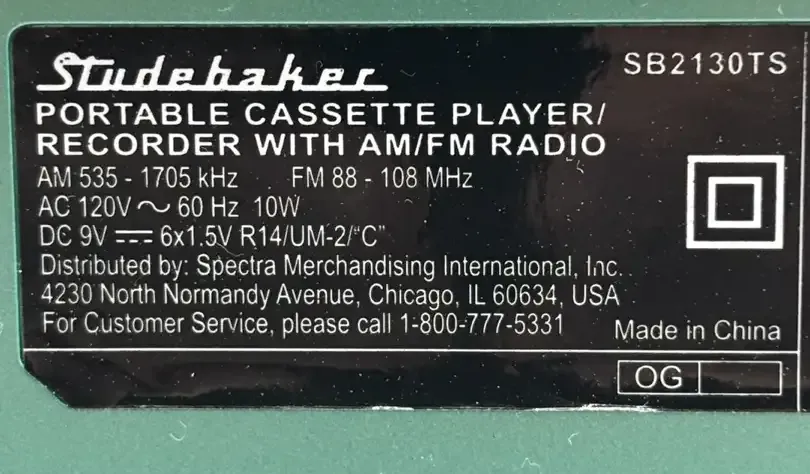 Studebaker
SB2130TS
PORTABLE CASSETTE PLAYER/
RECORDER WITH AM/FM RADIO
AM 535 - 1705 kHz FM 88 - 108 MHz
AC 120V ～ 60 Hz 10W
DC 9V ⎓ 6x1.5V R14/UM-2/“C”
Distributed by: Spectra Merchandising International, Inc.
4230 North Normandy Avenue, Chicago, IL 60634, USA
For Customer Service, please call 1-800-777-5331
Made in China
OG